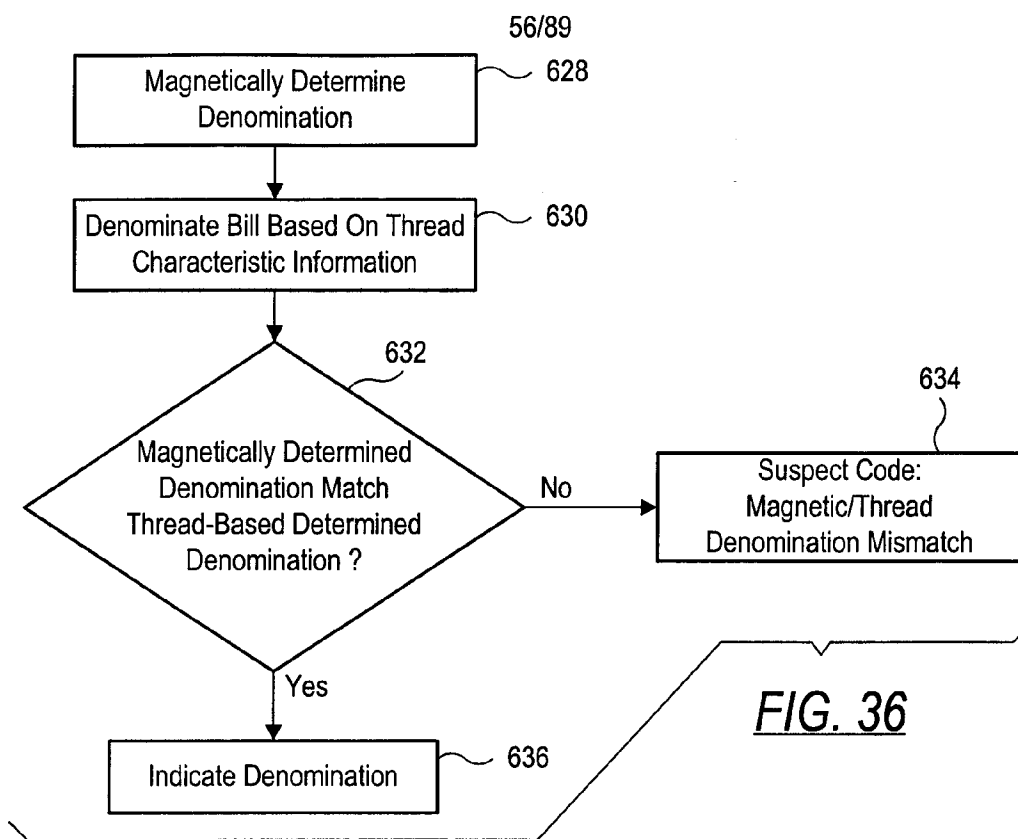 56/89
Magnetically Determine
Denomination
628
Denominate Bill Based On Thread
Characteristic Information
630
632
Magnetically Determined
Denomination Match
Thread-Based Determined
Denomination ?
No
634
Suspect Code:
Magnetic/Thread
Denomination Mismatch
Yes
Indicate Denomination
636
FIG. 36